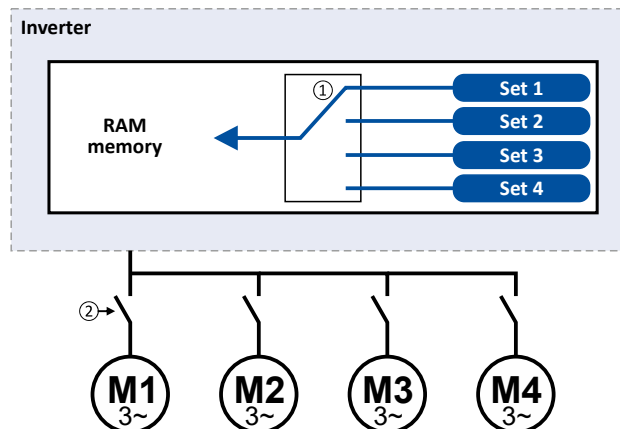 Inverter
①
Set 1
RAM
memory
Set 2
Set 3
Set 4
②
M1
3~
M2
3~
M3
3~
M4
3~